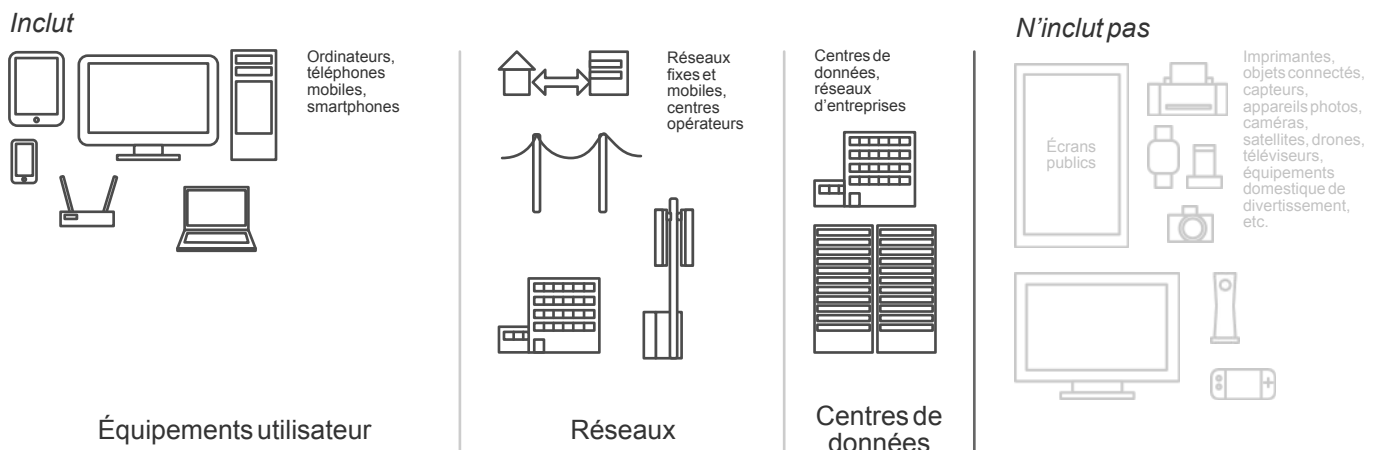 Inclut
Ordinateurs,
téléphones
mobiles,
smartphones
Équipements utilisateur
Réseaux
fixes et
mobiles,
centres
opérateurs
Réseaux
Centres de
données,
réseaux
d’entreprises
Centres de
données
N’inclut pas
Écrans
publics
Imprimantes,
objets connectés,
capteurs,
appareils photos,
caméras,
satellites, drones,
téléviseurs,
équipements
domestique de
divertissement,
etc.